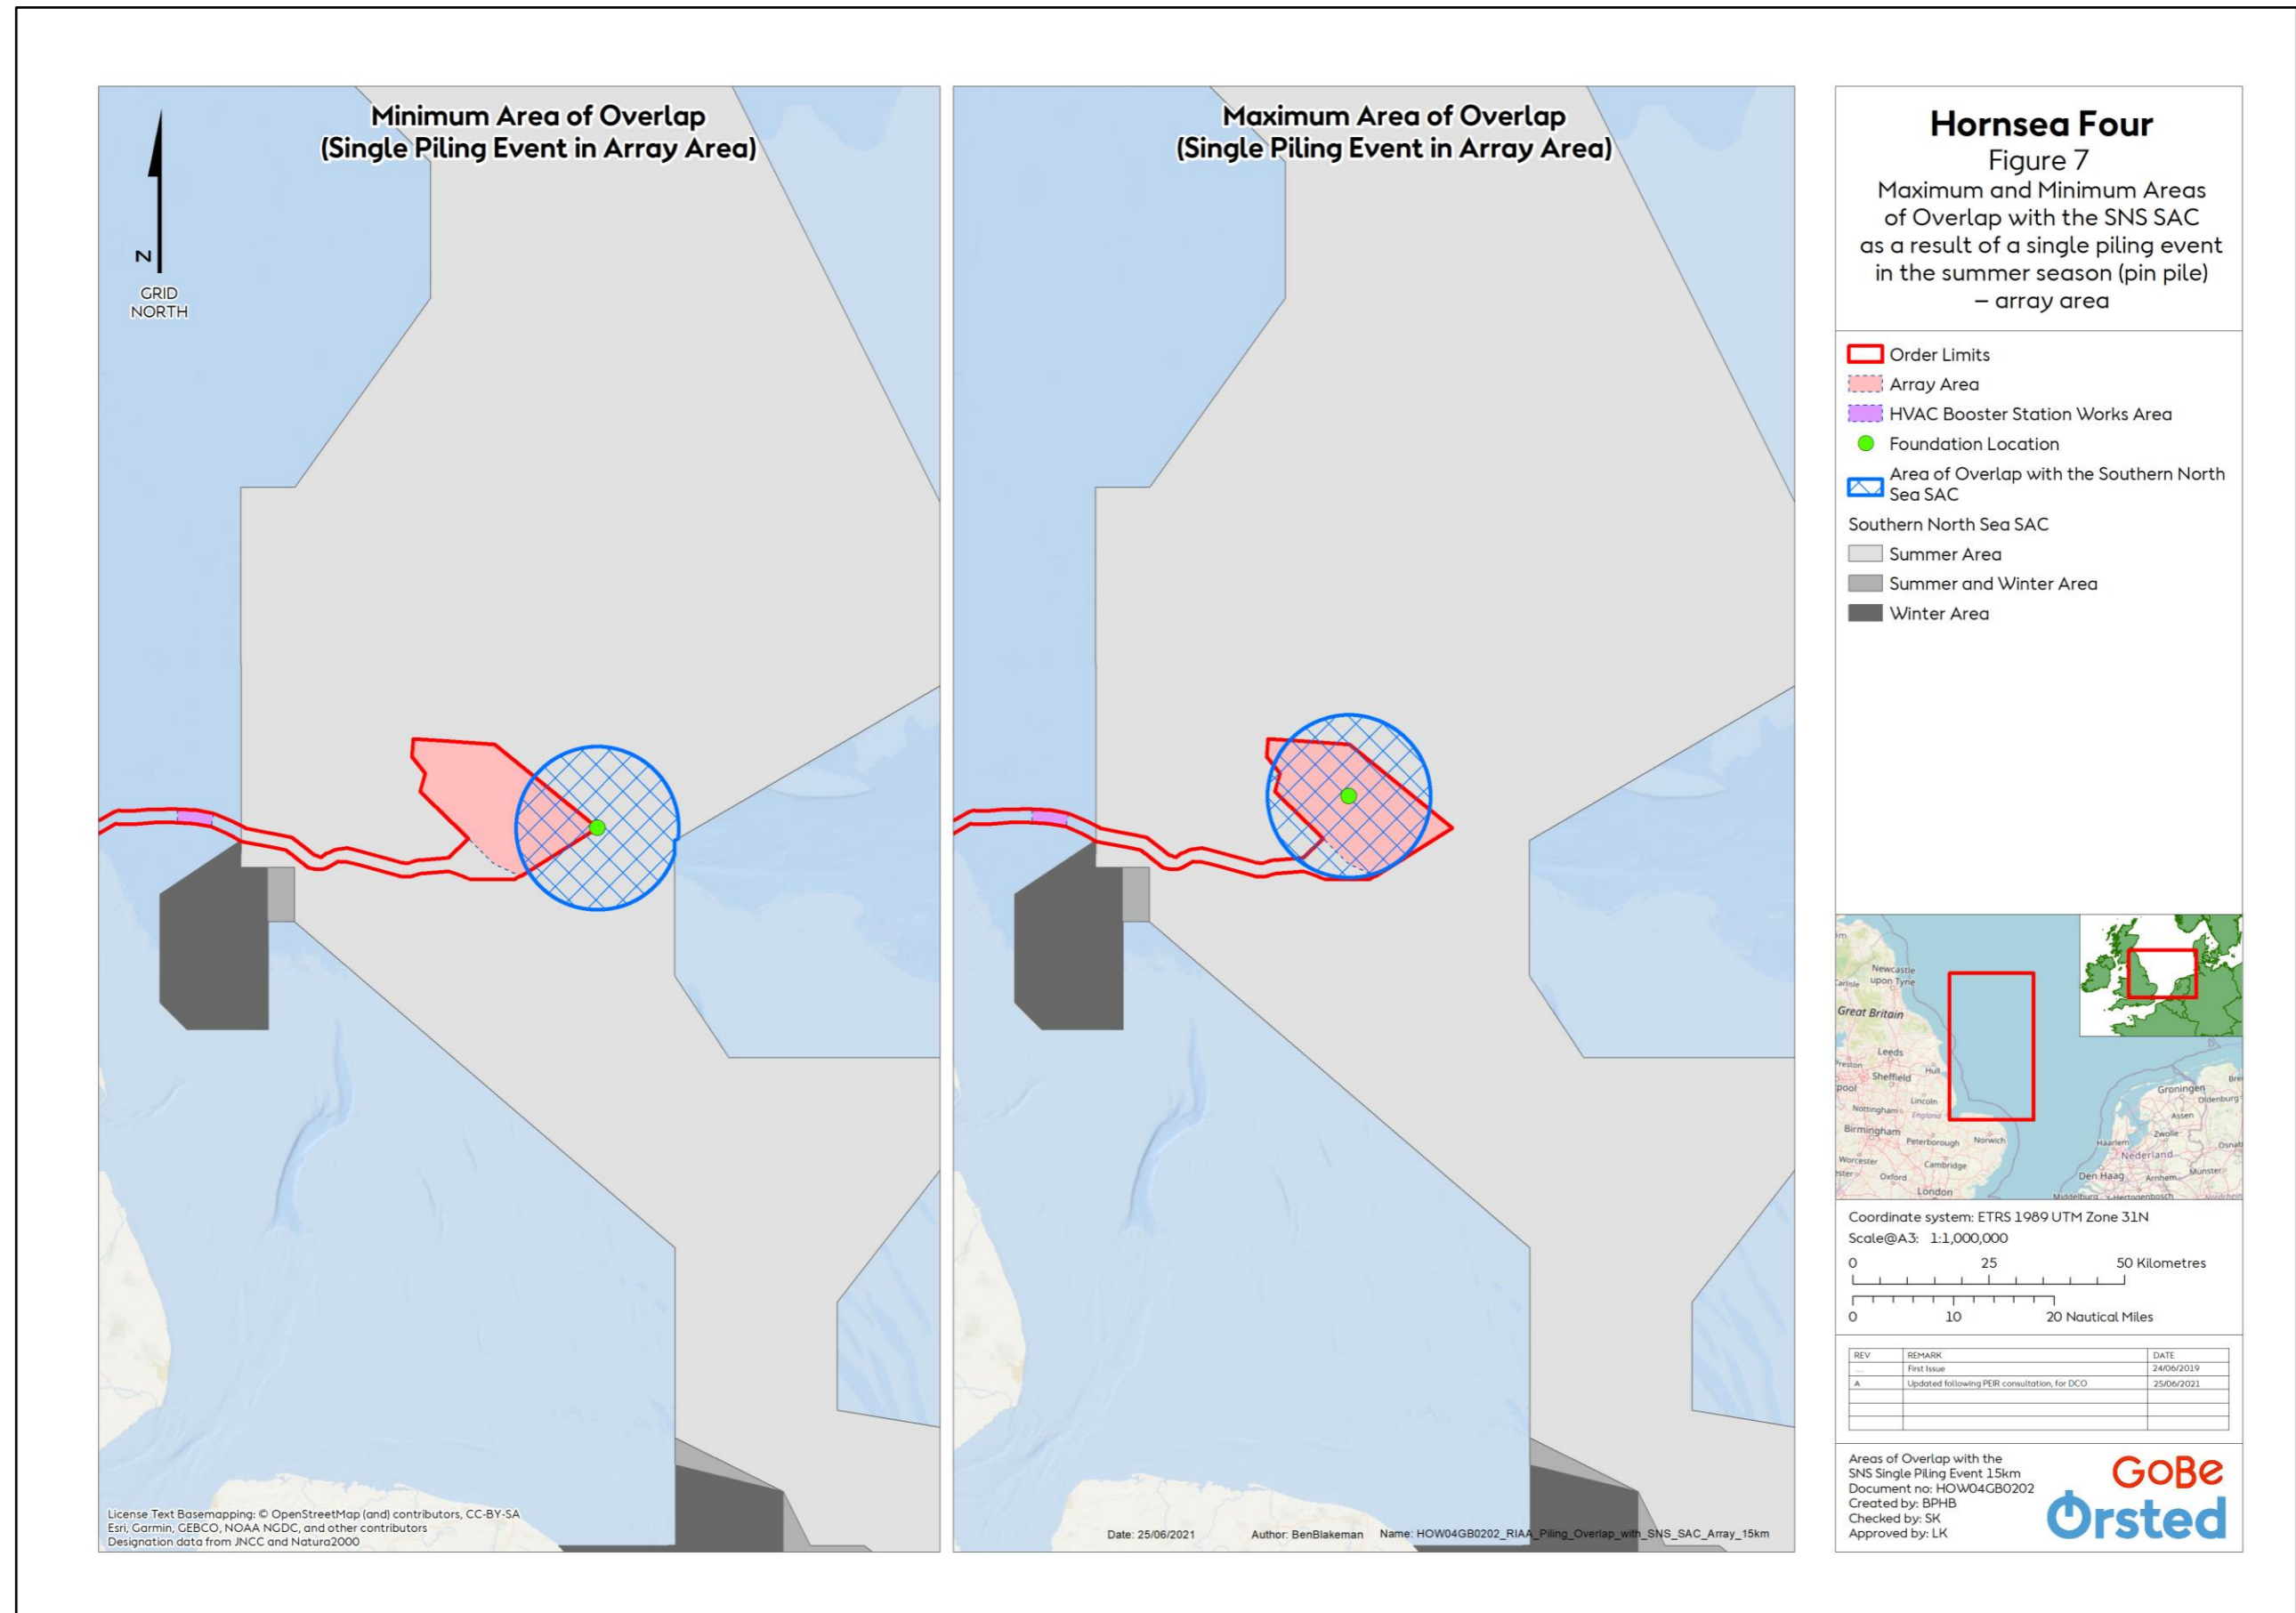 Minimum Area of Overlap
(Single Piling Event in Array Area)
N
GRID
NORTH
License Text Basemapping: © OpenStreetMap (and) contributors, CC-BY-SA
Esri, Garmin, GEBCO, NOAA NGDC, and other contributors
Designation data from JNCC and Natura2000
Maximum Area of Overlap
(Single Piling Event in Array Area)
Date: 25/06/2021 Author: BenBlakeman Name: HOW04GB0202_RIAA_Piling_Overlap_with_SNS_SAC_Array_15km
Hornsea Four
Figure 7
Maximum and Minimum Areas
of Overlap with the SNS SAC
as a result of a single piling event
in the summer season (pin pile)
– array area
Order Limits
Array Area
HVAC Booster Station Works Area
Foundation Location
Area of Overlap with the Southern North
Sea SAC
Southern North Sea SAC
Summer Area
Summer and Winter Area
Winter Area
Newcastle
upon Tyne
Carlisle
Great Britain
Leeds
Preston
Sheffield
Hull
pool
Lincoln
Nottingham
England
Birmingham
Peterborough
Norwich
Worcester
Cambridge
Oxford
London
Groningen
Oldenburg
Assen
Haarlem
Zwolle
Nederland
Den Haag
Arnhem
Münster
Middelburg
's-Hertogenbosch
Coordinate system: ETRS 1989 UTM Zone 31N
Scale@A3: 1:1,000,000
0 25 50 Kilometres
0 10 20 Nautical Miles
REV REMARK DATE
... First Issue 24/06/2019
A Updated following PEIR consultation, for DCO 25/06/2021
Areas of Overlap with the
SNS Single Piling Event 15km
Document no: HOW04GB0202
Created by: BPHB
Checked by: SK
Approved by: LK
GoBe
Ørsted